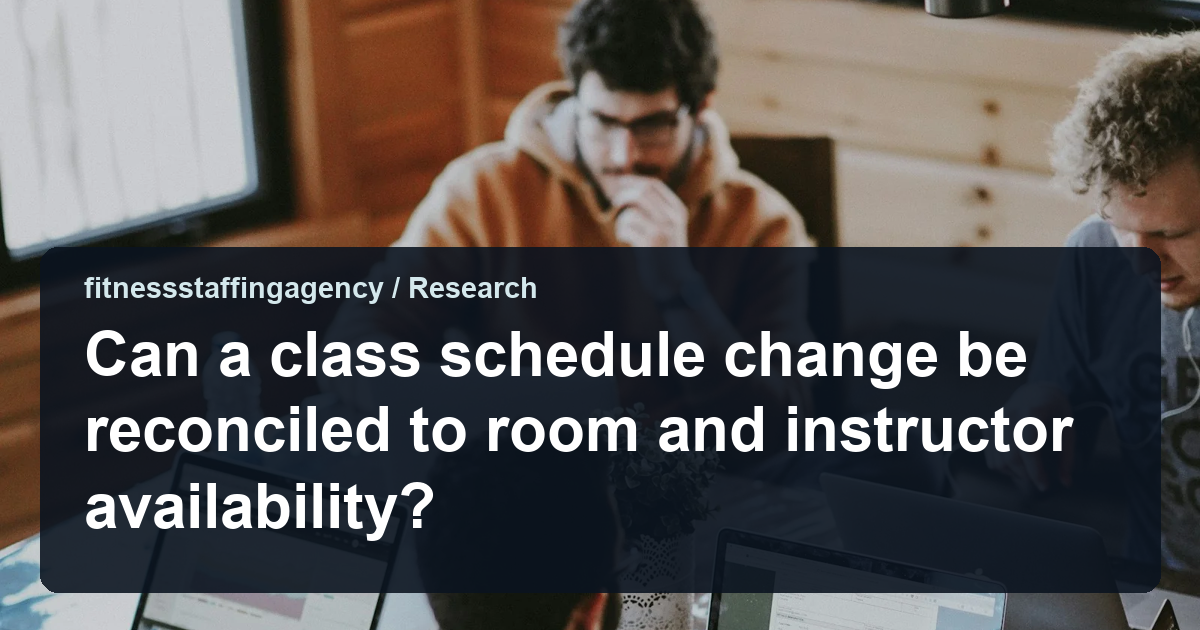 fitnessstaffingagency / Research
Can a class schedule change be
reconciled to room and instructor
availability?